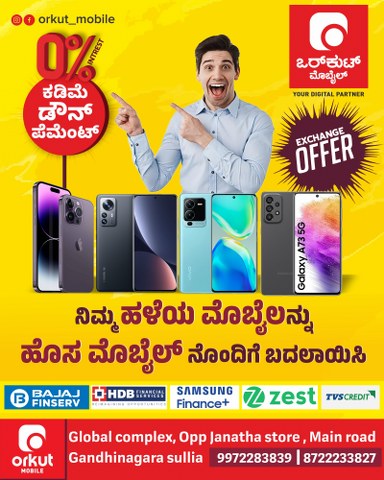 orkut_mobile
0%
INTREST
ಕಡಿಮೆ
ಡೌನ್
ಪೆಮೆಂಟ್
ಒರ್ಕುಟ್
ಮೊಬೈಲ್
YOUR DIGITAL PARTNER
EXCHANGE
OFFER
Galaxy A73 5G
ನಿಮ್ಮ ಹಳೆಯ ಮೊಬೈಲನ್ನು
ಹೊಸ ಮೊಬೈಲ್ ನೊಂದಿಗೆ ಬದಲಾಯಿಸಿ
BAJAJ
FINSERV
HDB FINANCIAL
SERVICES
SAMSUNG
Finance+
zest
TVS CREDIT
orkut
MOBILE
Global complex, Opp Janatha store , Main road
Gandhinagara sullia 9972283839 | 8722233827